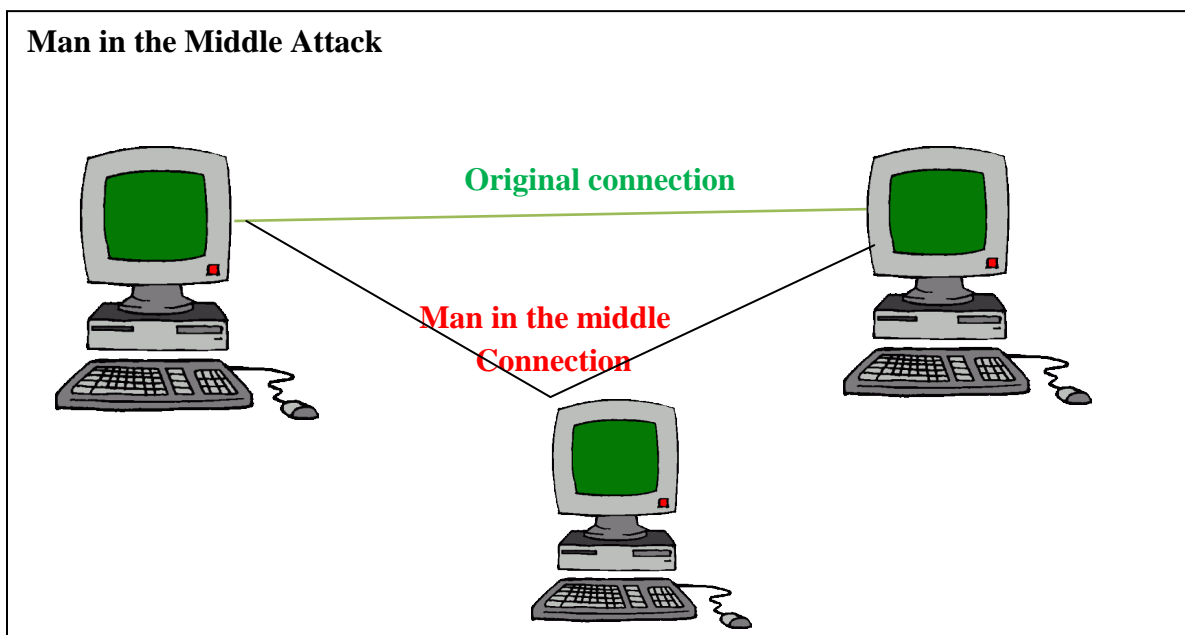 Man in the Middle Attack
Original connection
Man in the middle
Connection